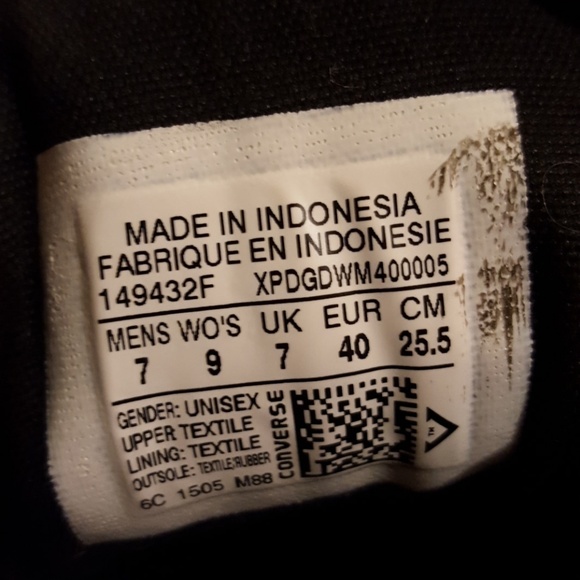 MADE IN INDONESIA
FABRIQUE EN INDONESIE
149432F XPDGDWM400005
MENS WO'S UK EUR CM
7 9 7 40 25.5
GENDER: UNISEX
UPPER TEXTILE
LINING: TEXTILE
OUTSOLE: TEXTILE/RUBBER
6C 1505 M88
CONVERSE
TM